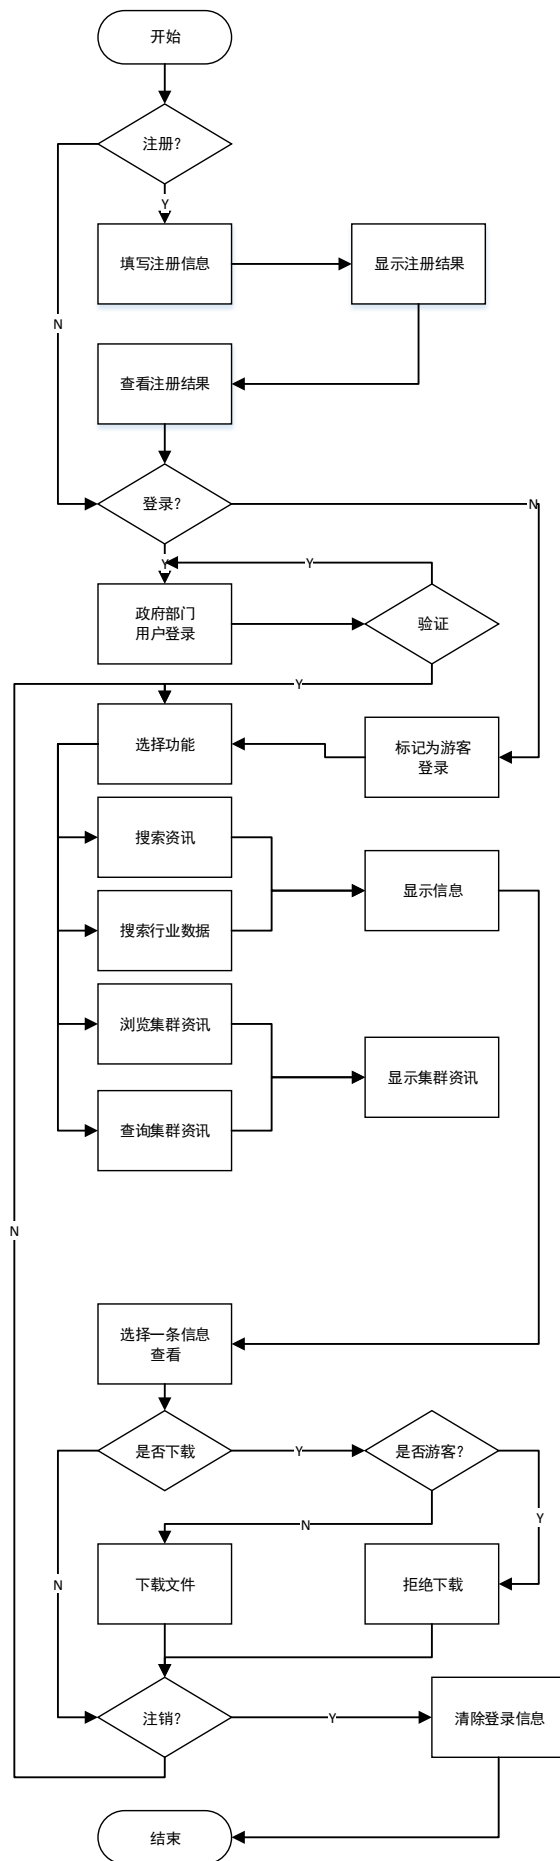 开始
注册?
Y
填写注册信息
显示注册结果
N
查看注册结果
登录?
N
Y
Y
政府部门
用户登录
验证
Y
选择功能
标记为游客
登录
搜索资讯
显示信息
搜索行业数据
浏览集群资讯
显示集群资讯
查询集群资讯
N
选择一条信息
查看
是否下载
Y
是否游客?
Y
N
N
下载文件
拒绝下载
注销?
Y
清除登录信息
结束